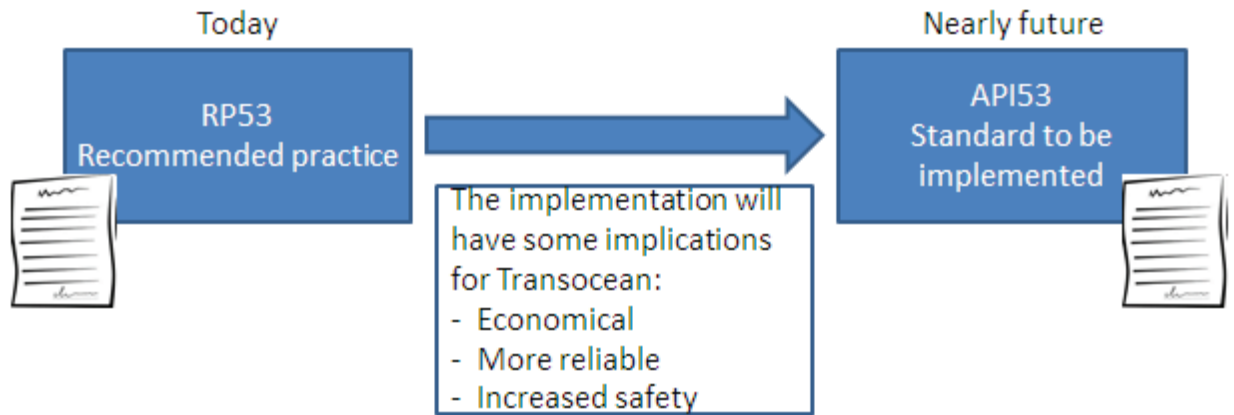 Today
RP53
Recommended practice
The implementation will
have some implications
for Transocean:
- Economical
- More reliable
- Increased safety
Nearly future
API53
Standard to be
implemented